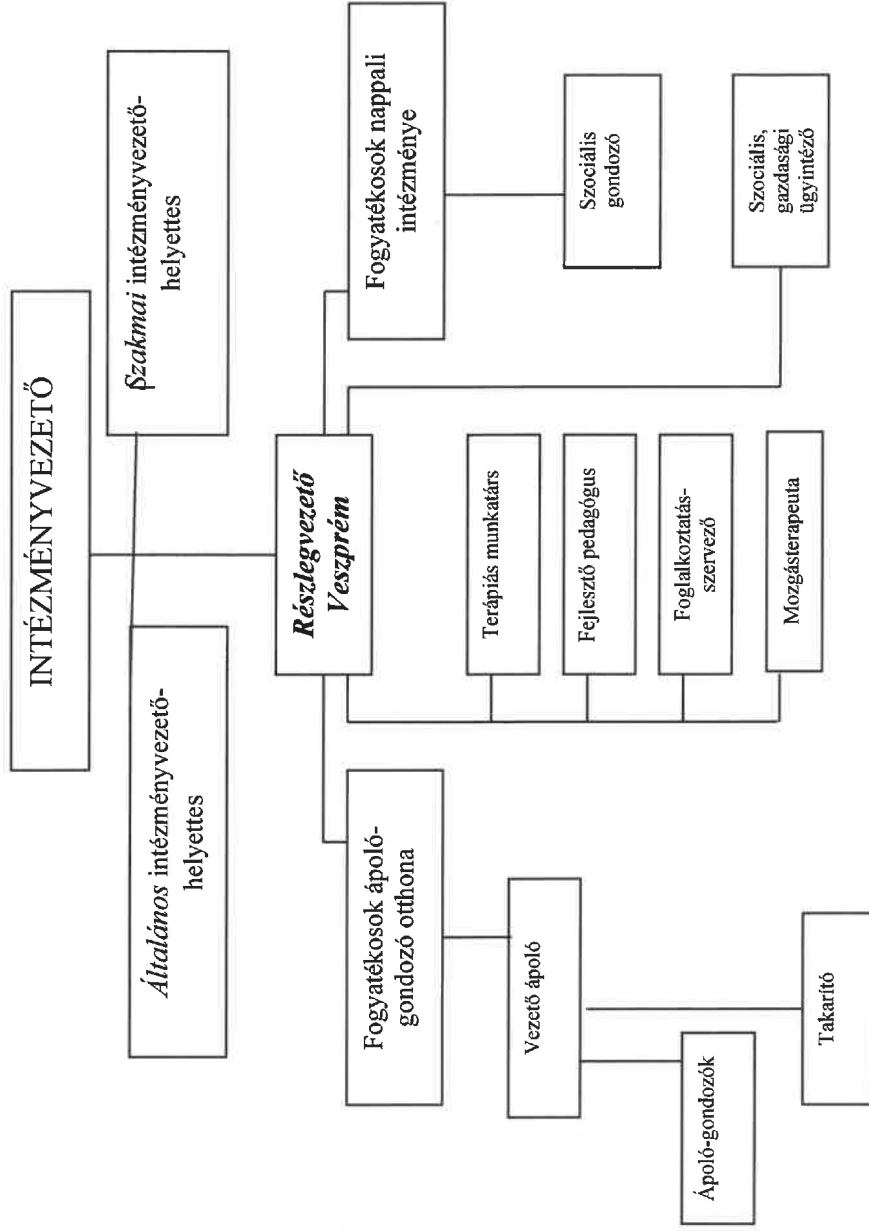 INTÉZMÉNYVEZETŐ
Általános intézményvezető-
helyettes
Szakmai intézményvezető-
helyettes
Részlegvezető
Veszprém
Fogyatékosok ápoló-
gondozó otthona
Fogyatékosok nappali
intézménye
Vezető ápoló
Terápiás munkatárs
Szociális
gondozó
Fejlesztő pedagógus
Foglalkoztatás-
szervező
Mozgásterapeuta
Szociális,
gazdasági
ügyintéző
Ápoló-gondozók
Takarító